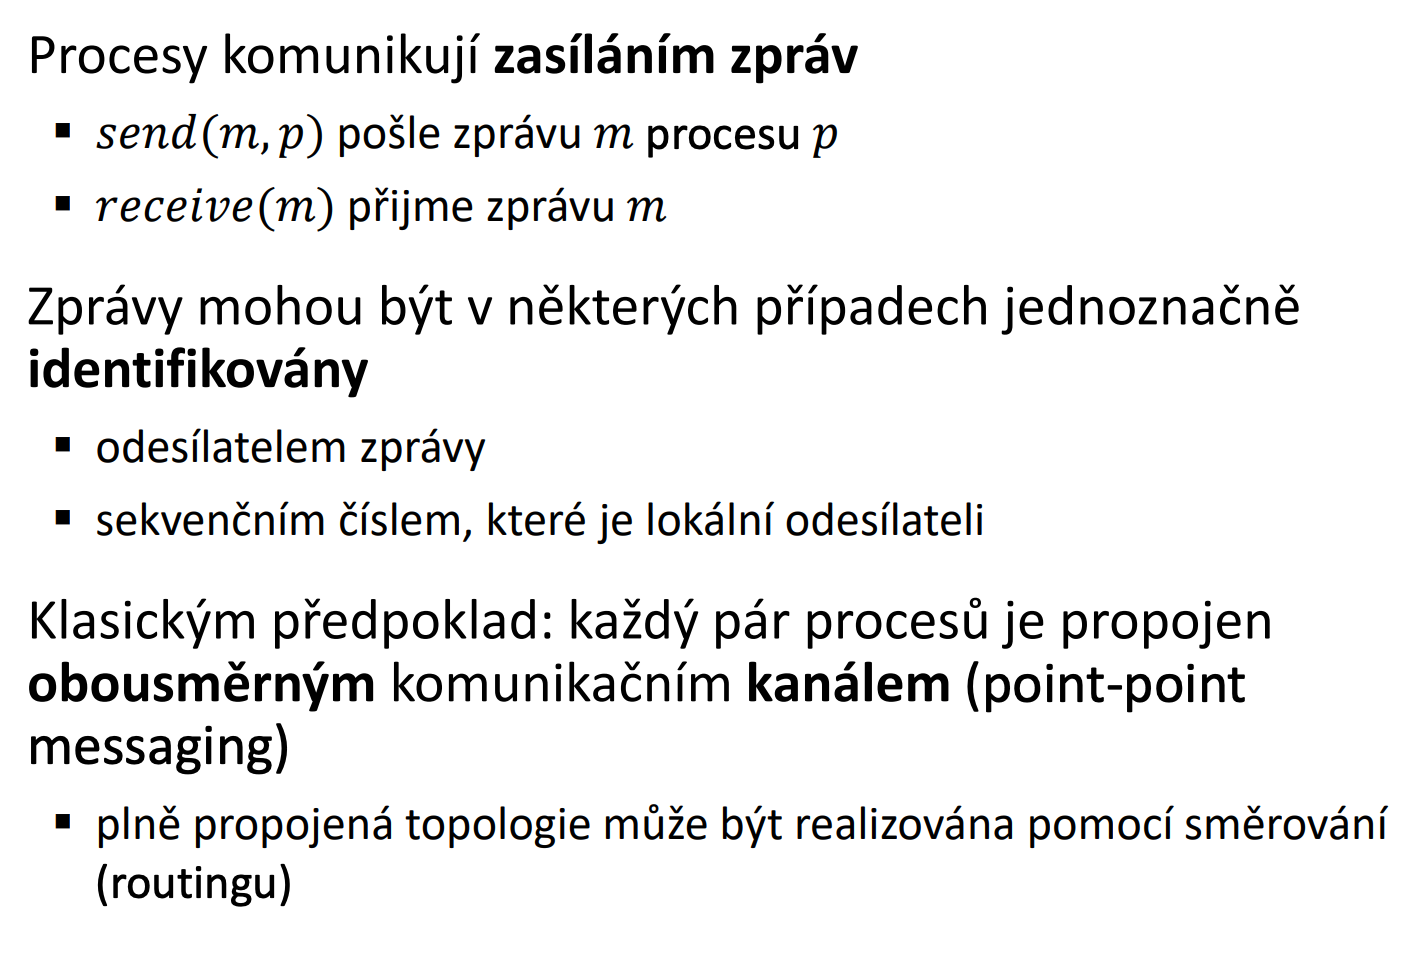 Procesy komunikují zasíláním zpráv
▪ send(m, p) pošle zprávu m procesu p
▪ receive(m) přijme zprávu m
Zprávy mohou být v některých případech jednoznačně
identifikovány
▪ odesílatelem zprávy
▪ sekvenčním číslem, které je lokální odesílateli
Klasickým předpoklad: každý pár procesů je propojen
obousměrným komunikačním kanálem (point-point
messaging)
▪ plně propojená topologie může být realizována pomocí směrování
(routingu)